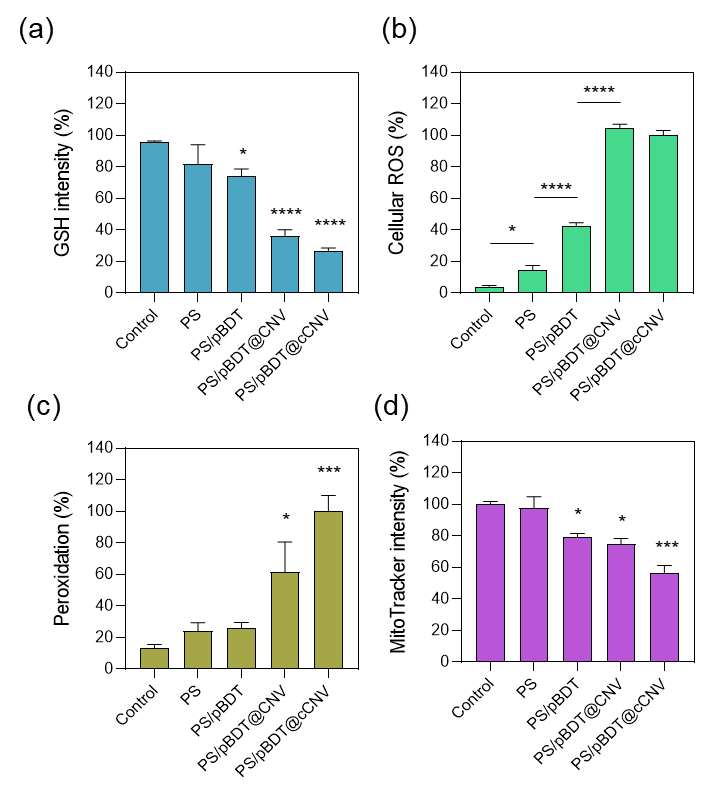 (a)
GSH intensity (%)
140
120
100
80
60
40
20
0
*
****
****
Control
PS
PS/pBDT
PS/pBDT@CNV
PS/pBDT@cCNV
(b)
Cellular ROS (%)
140
120
100
80
60
40
20
0
*
****
****
Control
PS
PS/pBDT
PS/pBDT@CNV
PS/pBDT@cCNV
(c)
Peroxidation (%)
140
120
100
80
60
40
20
0
*
***
Control
PS
PS/pBDT
PS/pBDT@CNV
PS/pBDT@cCNV
(d)
MitoTracker intensity (%)
140
120
100
80
60
40
20
0
*
*
***
Control
PS
PS/pBDT
PS/pBDT@CNV
PS/pBDT@cCNV